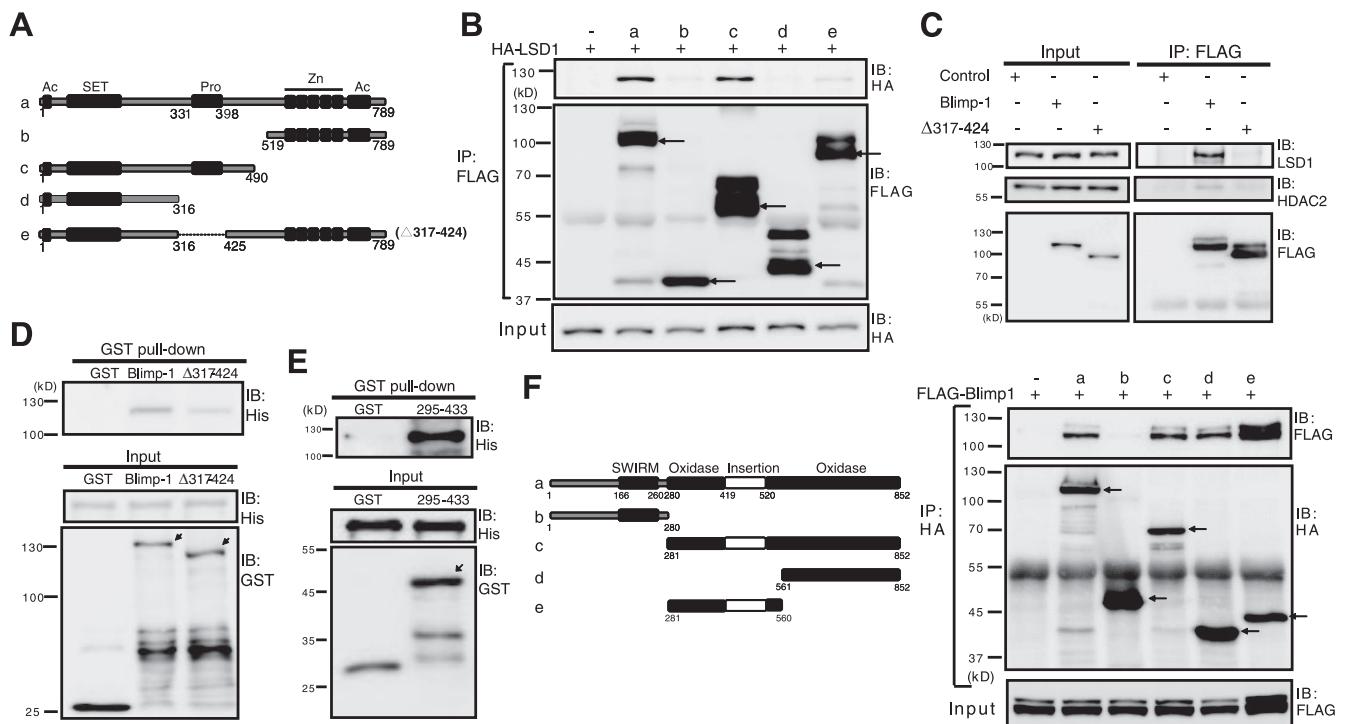 A
Ac SET Pro Zn Ac
a
1 331 398 789
b
519 789
c
1 490
d
1 316
e
1 316 425 789 (△317-424)
B
- a b c d e
HA-LSD1 + + + + + +
130
(kD)
IB:
HA
130
100
70
55
45
37
IP:
FLAG
IB:
FLAG
Input
IB:
HA
C
Input IP: FLAG
Control + - - + - -
Blimp-1 - + - - + -
Δ317-424 - - + - - +
130
100
IB:
LSD1
55
IB:
HDAC2
130
100
70
55
(kD)
IB:
FLAG
D
GST pull-down
(kD) GST Blimp-1 Δ317-424
130
100
IB:
His
Input
GST Blimp-1 Δ317-424
IB:
His
130
100
25
IB:
GST
E
GST pull-down
(kD) GST 295-433
130
100
IB:
His
Input
GST 295-433
IB:
His
55
45
35
25
IB:
GST
F
SWIRM Oxidase Insertion Oxidase
a
1 166 260 280 419 520 852
b
1 280
c
281 852
d
561 852
e
281 560
- a b c d e
FLAG-Blimp1 + + + + + +
130
100
IB:
FLAG
130
100
70
55
45
37
(kD)
IP:
HA
IB:
HA
Input
IB:
FLAG